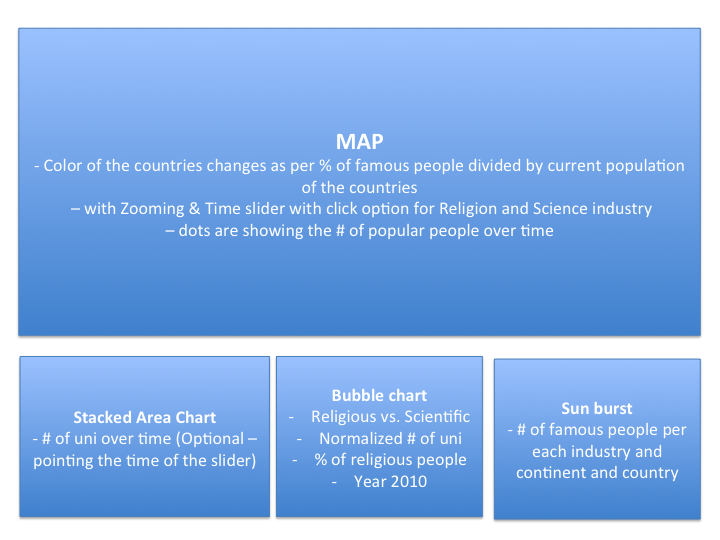 MAP
- Color of the countries changes as per % of famous people divided by current population
of the countries
– with Zooming & Time slider with click option for Religion and Science industry
– dots are showing the # of popular people over time
Stacked Area Chart
- # of uni over time (Optional –
pointing the time of the slider)
Bubble chart
- Religious vs. Scientific
- Normalized # of uni
- % of religious people
- Year 2010
Sun burst
- # of famous people per
each industry and
continent and country